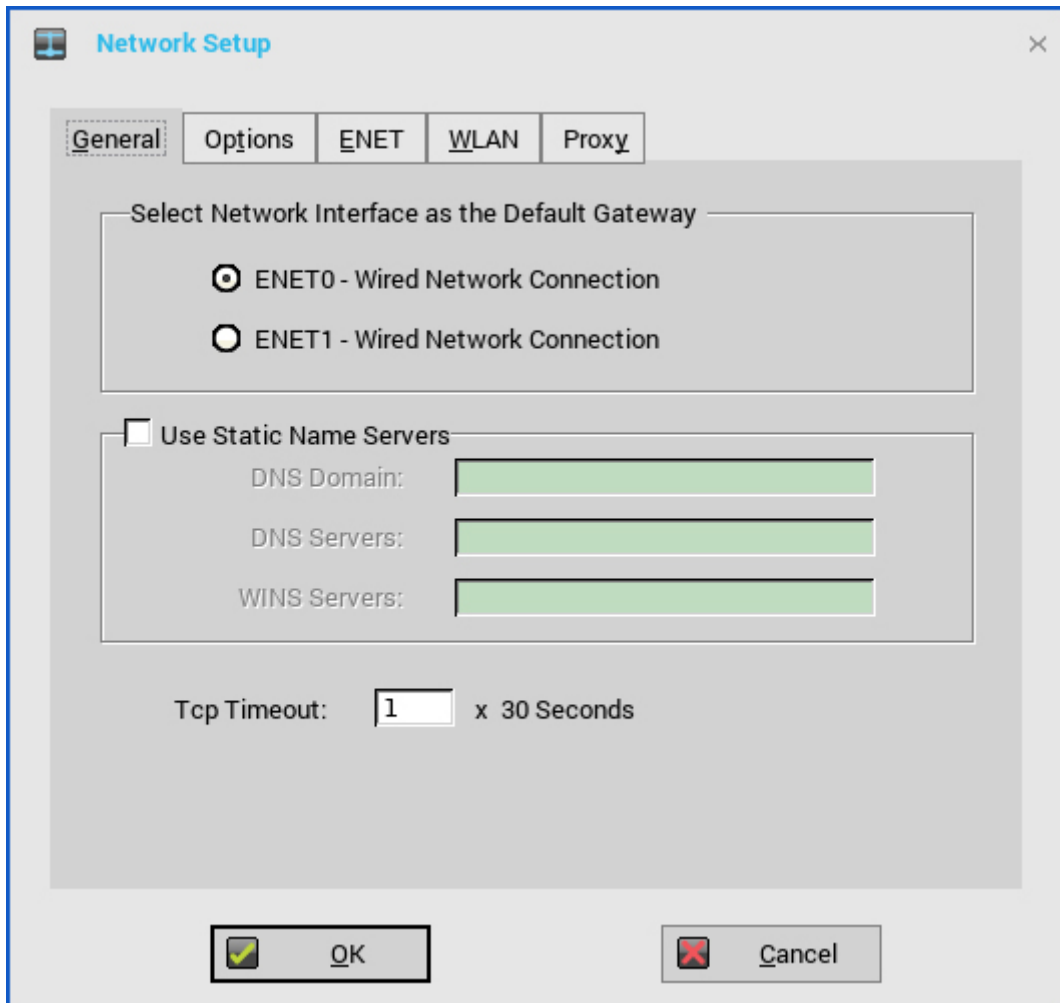 Network Setup
General Options ENET WLAN Proxy
Select Network Interface as the Default Gateway
ENET0 - Wired Network Connection
ENET1 - Wired Network Connection
Use Static Name Servers
DNS Domain:
DNS Servers:
WINS Servers:
Tcp Timeout: 1 x 30 Seconds
OK Cancel